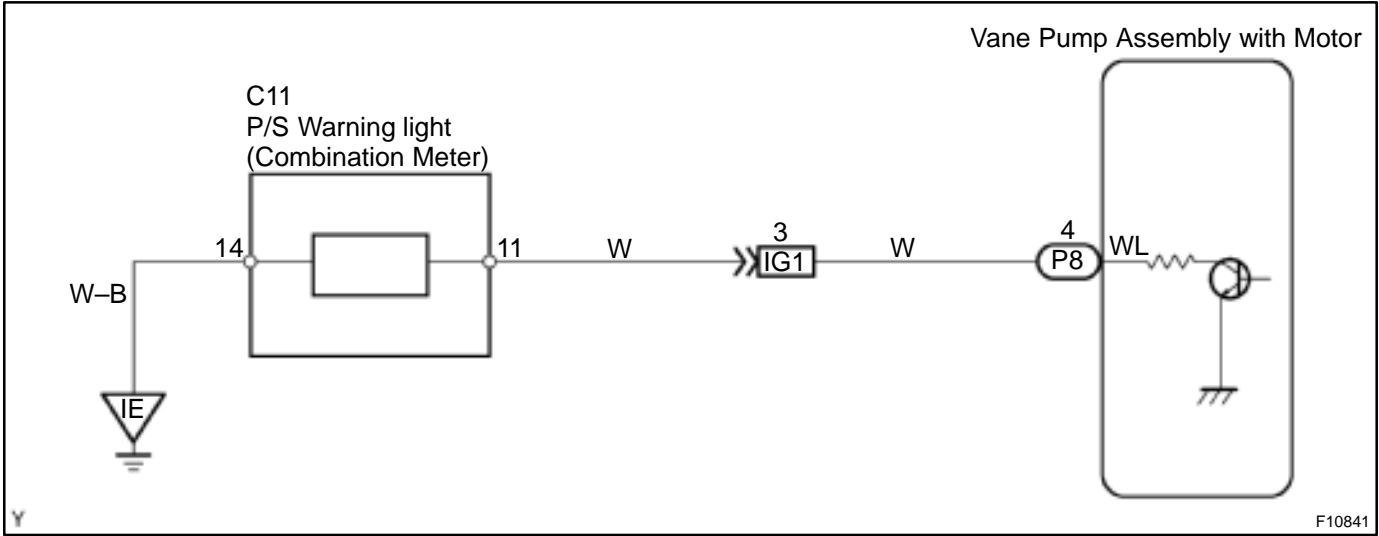 Vane Pump Assembly with Motor
C11
P/S Warning light
(Combination Meter)
14
11
W
3
IG1
W
4
P8
WL
W–B
IE
Y
F10841